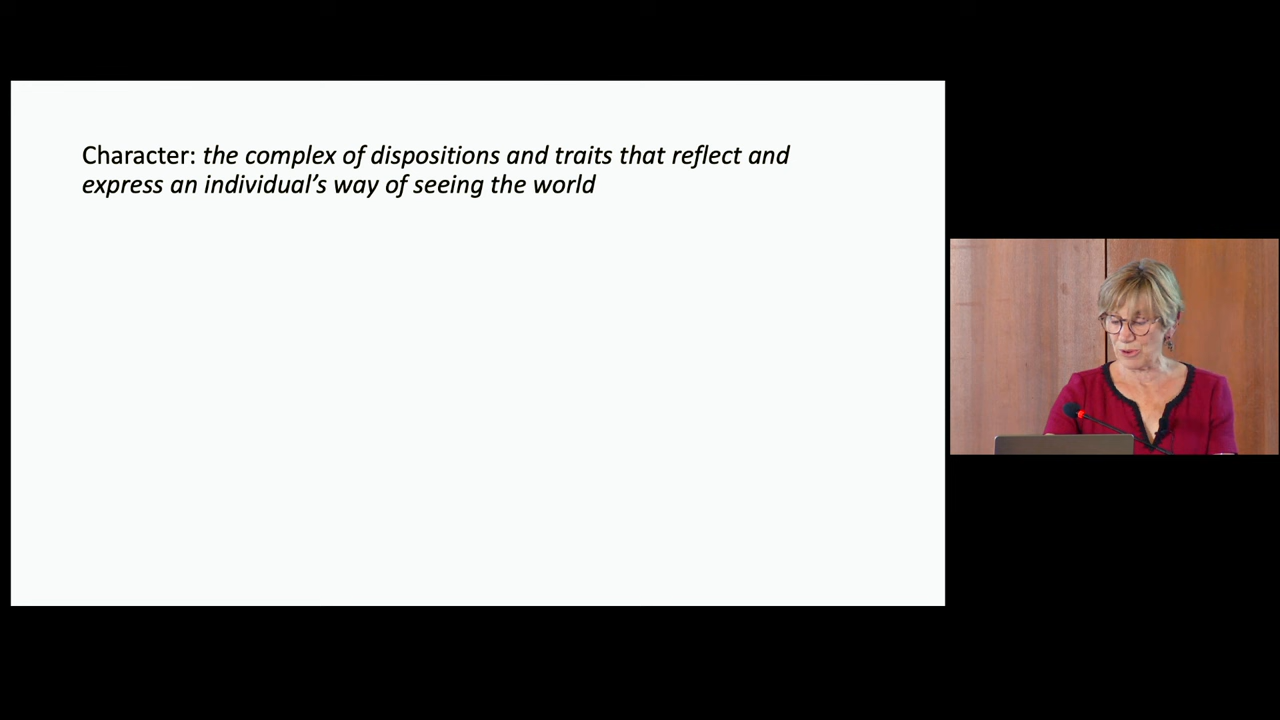 Character: the complex of dispositions and traits that reflect and
express an individual’s way of seeing the world